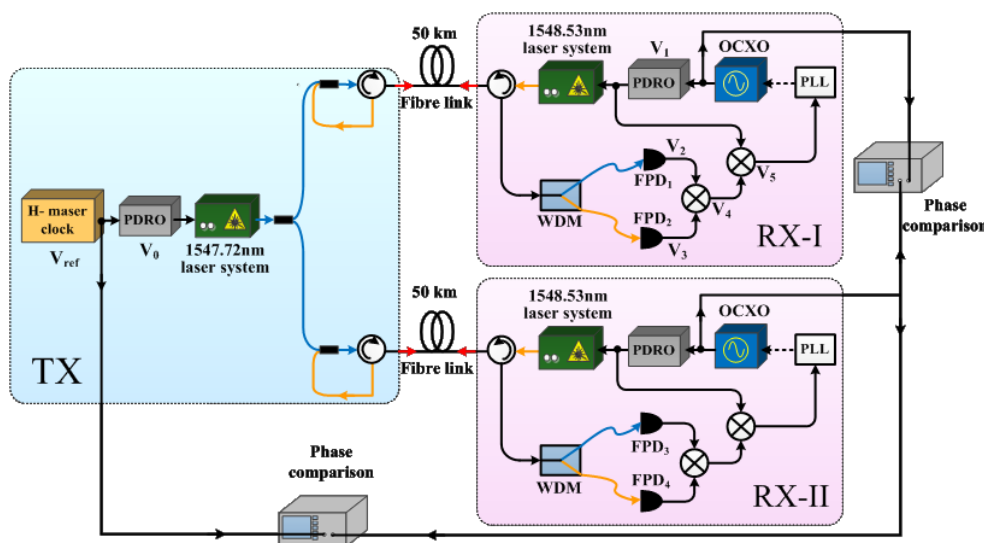 50 km
Fibre link
1548.53nm
laser system
V₁
PDRO
OCXO
PLL
V₂
FPD₁
V₄
V₅
WDM
FPD₂
V₃
RX-I
Phase
comparison
H- maser
clock
V_ref
PDRO
V₀
1547.72nm
laser system
TX
50 km
Fibre link
1548.53nm
laser system
PDRO
OCXO
PLL
FPD₃
WDM
FPD₄
RX-II
Phase
comparison